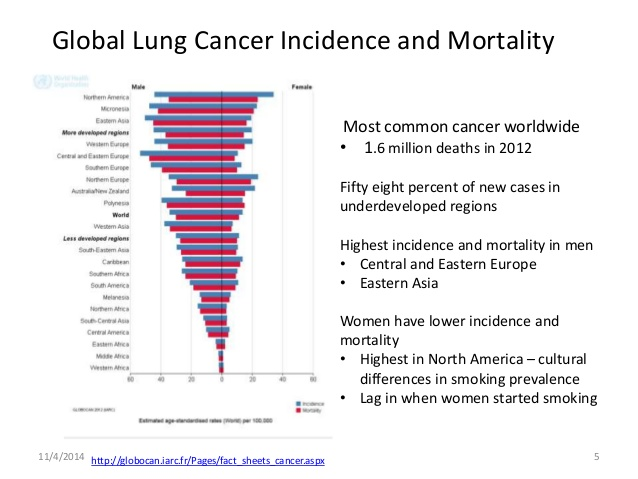 Global Lung Cancer Incidence and Mortality
World Health
Organization
Male
Female
Northern America
Micronesia
Eastern Asia
More developed regions
Western Europe
Central and Eastern Europe
Southern Europe
Northern Europe
Australia/New Zealand
Polynesia
World
Western Asia
Less developed regions
South-Eastern Asia
Caribbean
Southern Africa
South America
Melanesia
Northern Africa
South-Central Asia
Central America
Eastern Africa
Middle Africa
Western Africa
60 40 20 0 20 40 60
Incidence
Mortality
GLOBOCAN 2012 (IARC)
Estimated age-standardised rates (World) per 100,000
Most common cancer worldwide
• 1.6 million deaths in 2012
Fifty eight percent of new cases in
underdeveloped regions
Highest incidence and mortality in men
• Central and Eastern Europe
• Eastern Asia
Women have lower incidence and
mortality
• Highest in North America – cultural
differences in smoking prevalence
• Lag in when women started smoking
11/4/2014
http://globocan.iarc.fr/Pages/fact_sheets_cancer.aspx
5